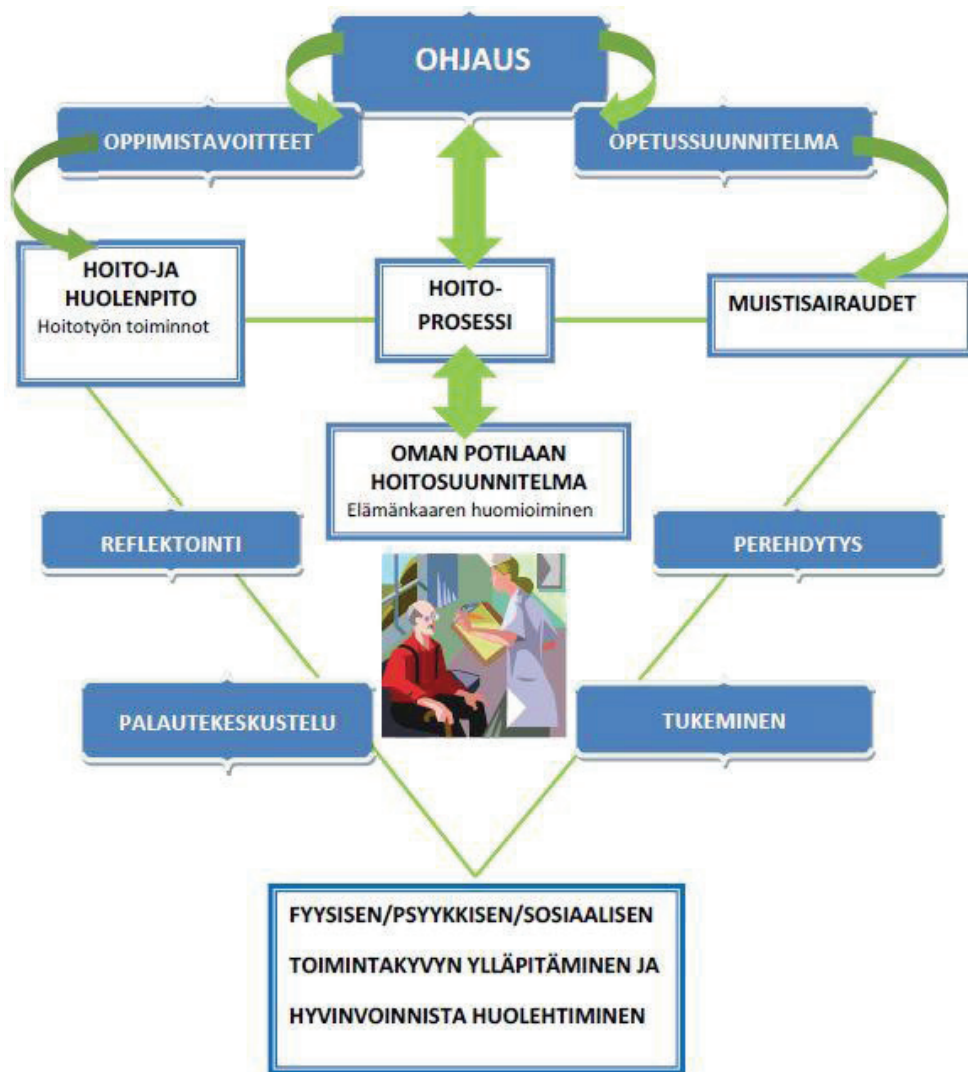 OHJAUS
OPPIMISTAVOITTEET
OPETUSSUUNNITELMA
HOITO-JA
HUOLENPITO
Hoitotyön toiminnot
HOITO-
PROSESSI
MUISTISAIRAUDET
OMAN POTILAAN
HOITOSUUNNITELMA
Elämänkaaren huomioiminen
REFLEKTOINTI
PEREHDYTYS
PALAUTEKESKUSTELU
TUKEMINEN
FYYSISEN/PSYYKKISEN/SOSIAALISEN
TOIMINTAKYVYN YLLÄPITÄMINEN JA
HYVINVOINNISTA HUOLEHTIMINEN